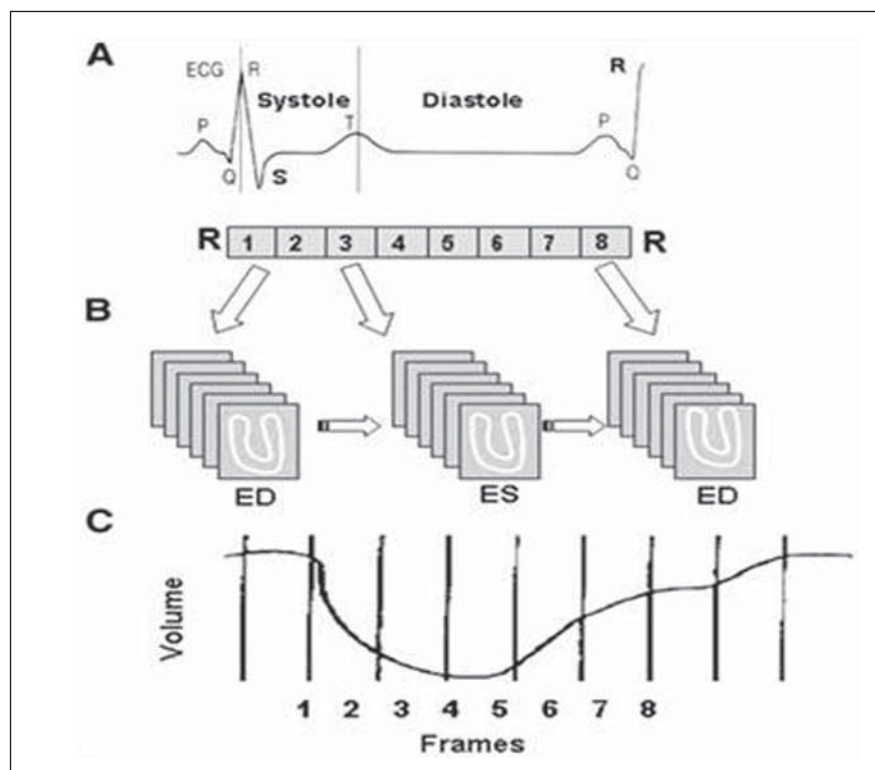 A
ECG R R
Systole Diastole
P T P
Q S Q
R 1 2 3 4 5 6 7 8 R
B
ED ES ED
C
Volume
1 2 3 4 5 6 7 8
Frames